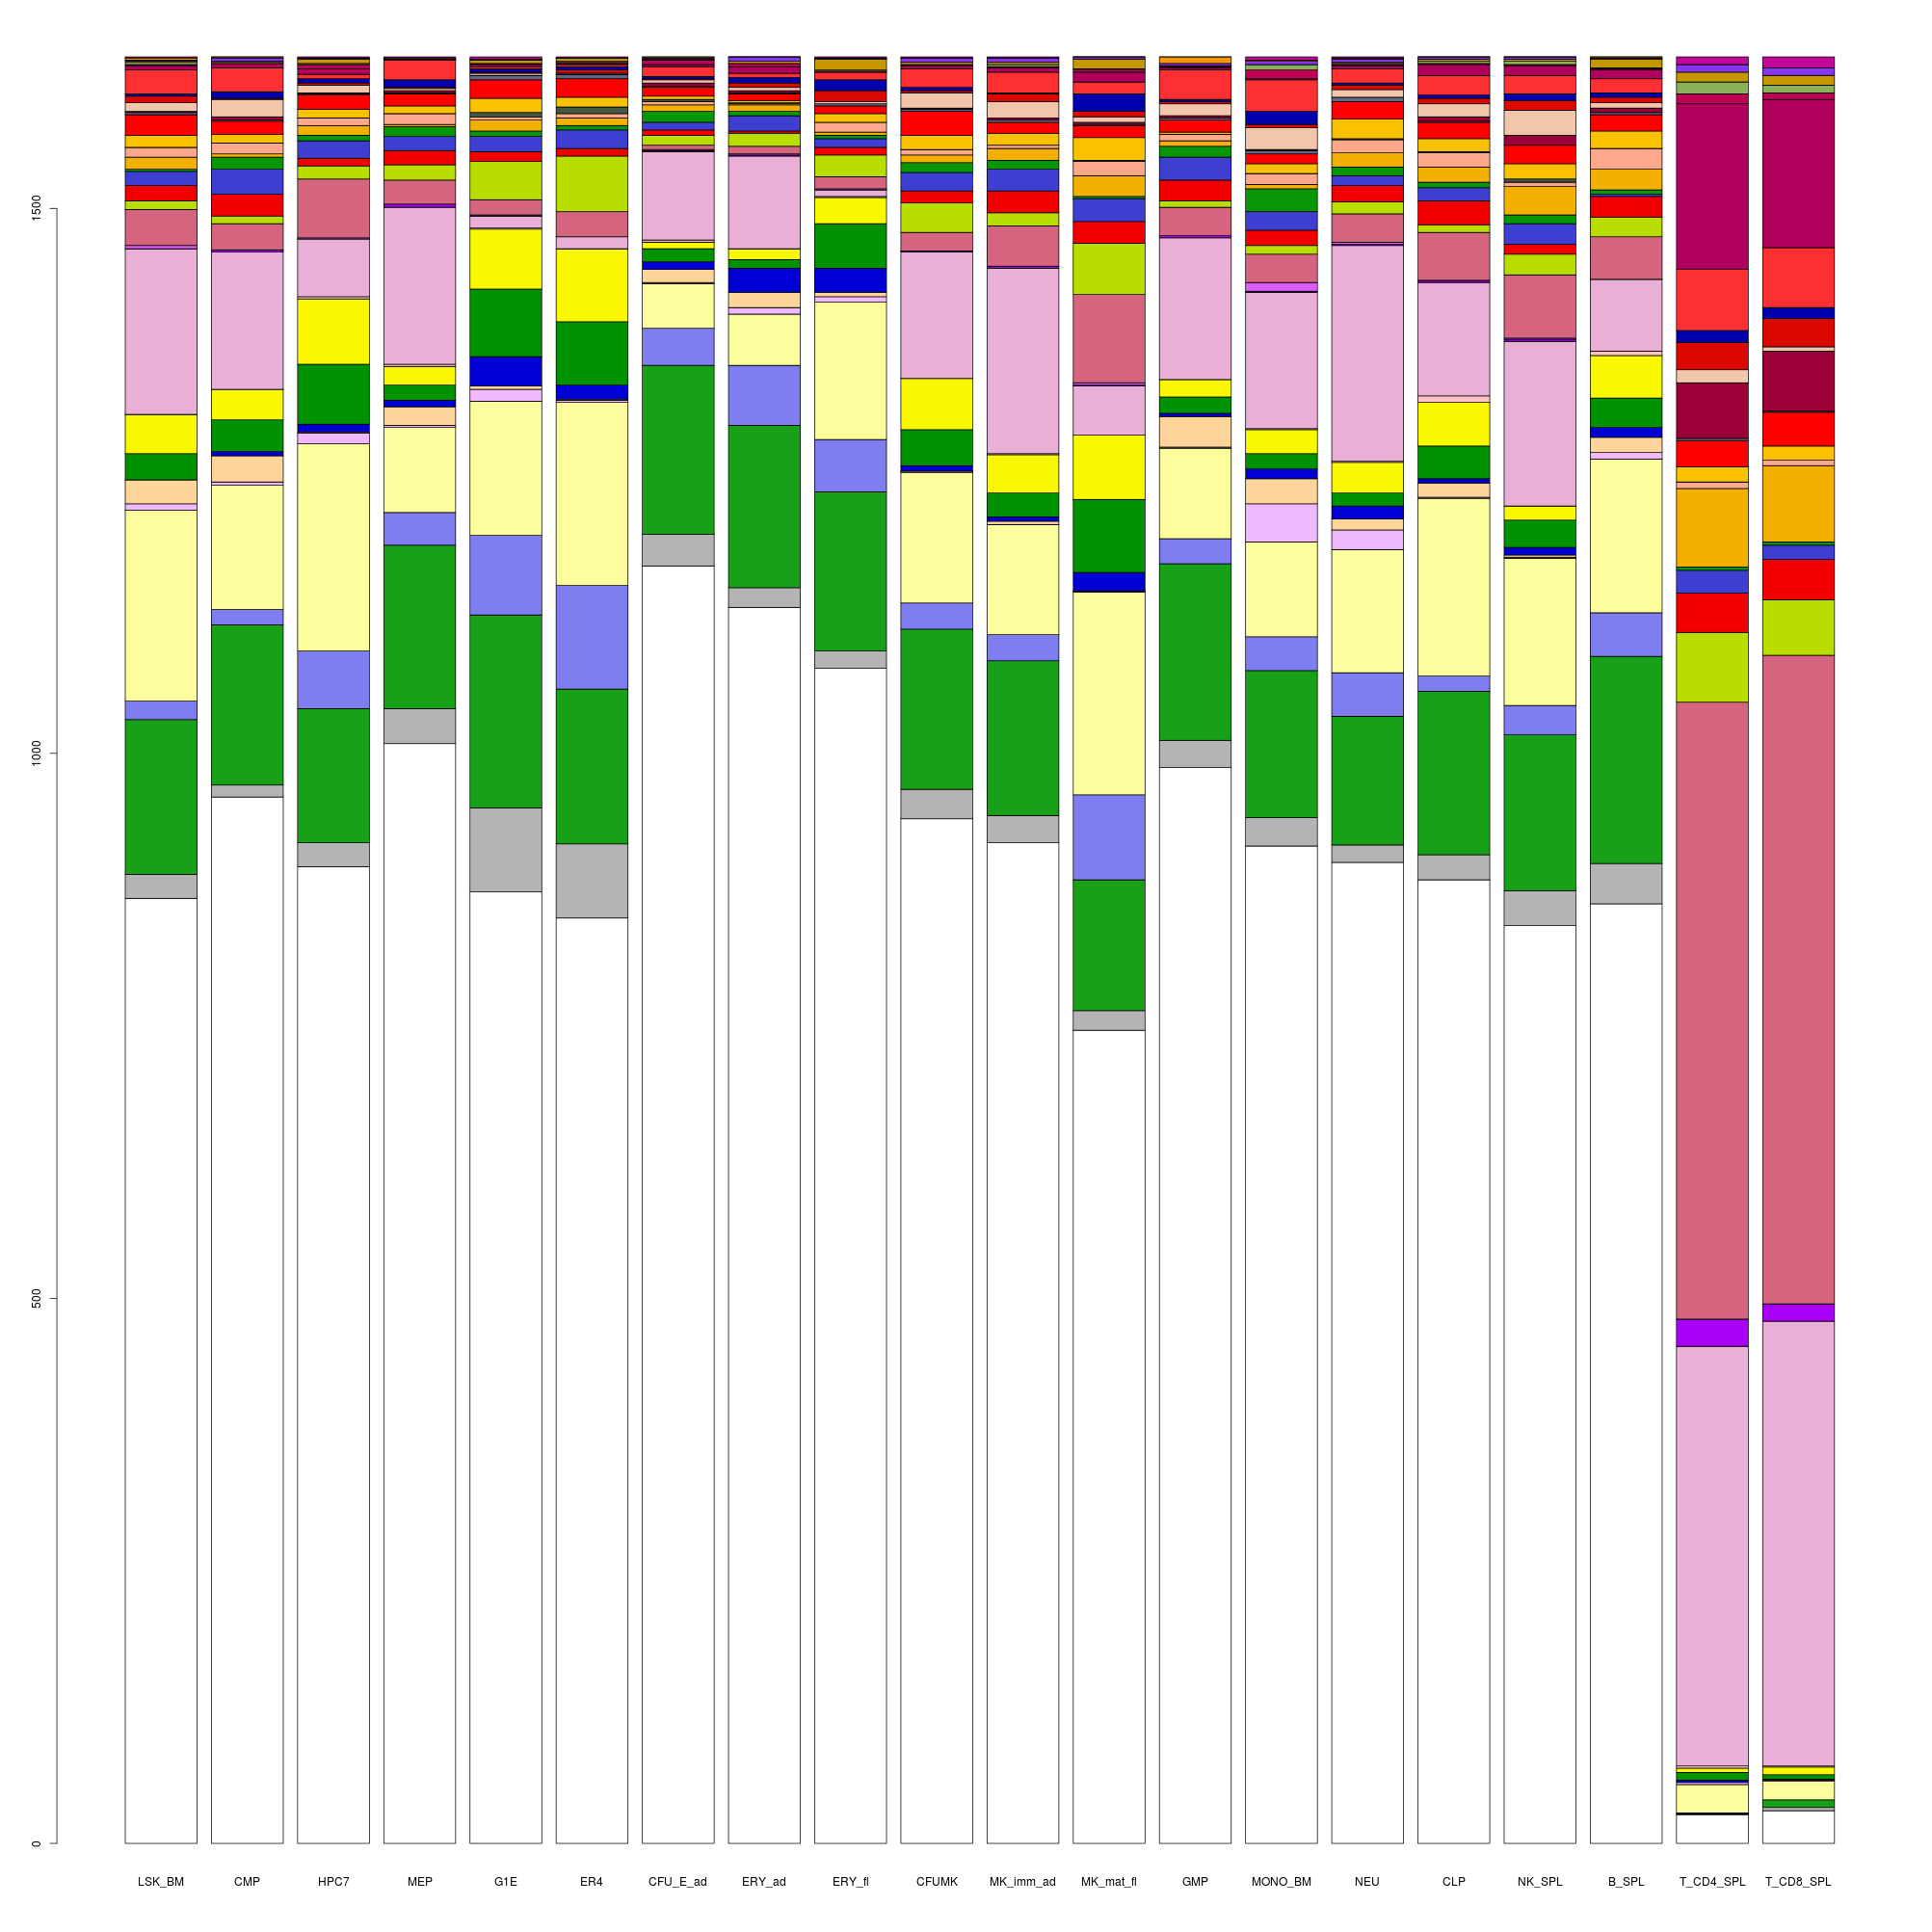 1500
1000
500
0
LSK_BM CMP HPC7 MEP G1E ER4 CFU_E_ad ERY_ad ERY_fl CFUMK MK_imm_ad MK_mat_fl GMP MONO_BM NEU CLP NK_SPL B_SPL T_CD4_SPL T_CD8_SPL